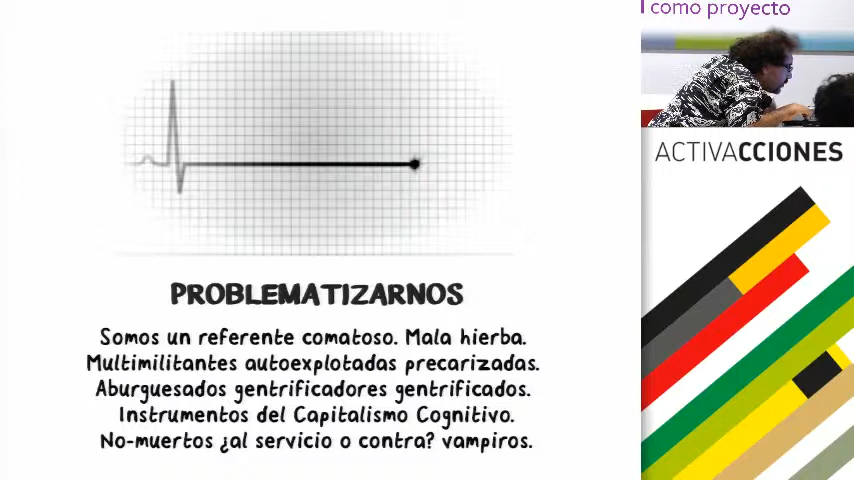 PROBLEMATIZARNOS
Somos un referente comatoso. Mala hierba.
Multimilitantes autoexplotadas precarizadas.
Aburguesados gentrificadores gentrificados.
Instrumentos del Capitalismo Cognitivo.
No-muertos ¿al servicio o contra? vampiros.
como proyecto
ACTIVACCIONES